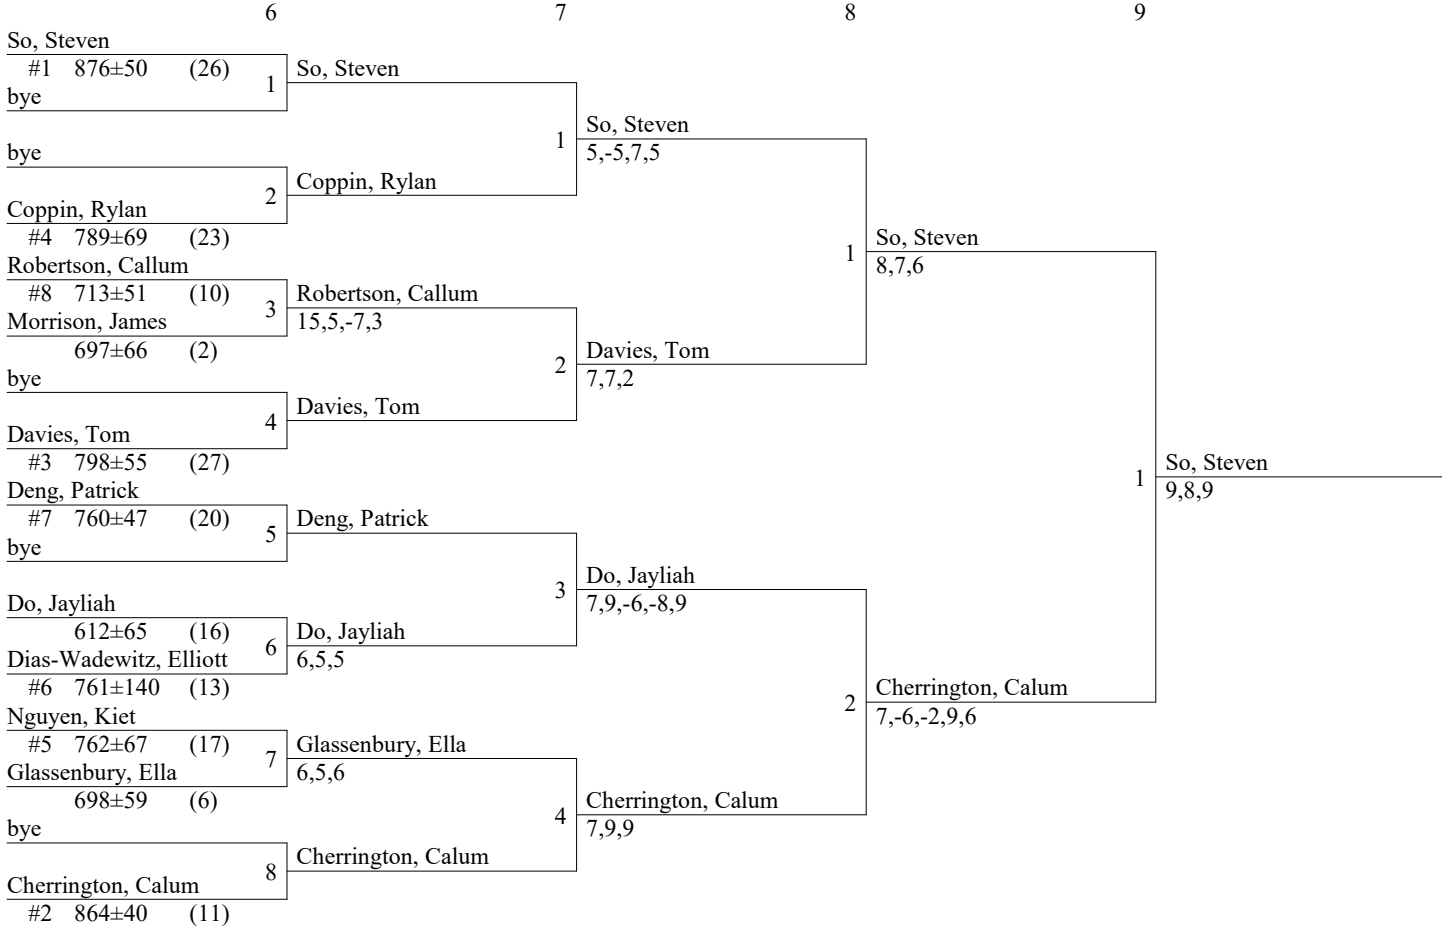 6 7 8 9
So, Steven
#1 876±50 (26)
1
So, Steven
bye
1
So, Steven
5,-5,7,5
bye
2
Coppin, Rylan
Coppin, Rylan
#4 789±69 (23)
1
So, Steven
8,7,6
Robertson, Callum
#8 713±51 (10)
3
Robertson, Callum
15,5,-7,3
Morrison, James
697±66 (2)
2
Davies, Tom
7,7,2
bye
4
Davies, Tom
Davies, Tom
#3 798±55 (27)
1
So, Steven
9,8,9
Deng, Patrick
#7 760±47 (20)
5
Deng, Patrick
bye
3
Do, Jayliah
7,9,-6,-8,9
Do, Jayliah
612±65 (16)
6
Do, Jayliah
6,5,5
Dias-Wadewitz, Elliott
#6 761±140 (13)
2
Cherrington, Calum
7,-6,-2,9,6
Nguyen, Kiet
#5 762±67 (17)
7
Glassenbury, Ella
6,5,6
Glassenbury, Ella
698±59 (6)
4
Cherrington, Calum
7,9,9
bye
8
Cherrington, Calum
Cherrington, Calum
#2 864±40 (11)